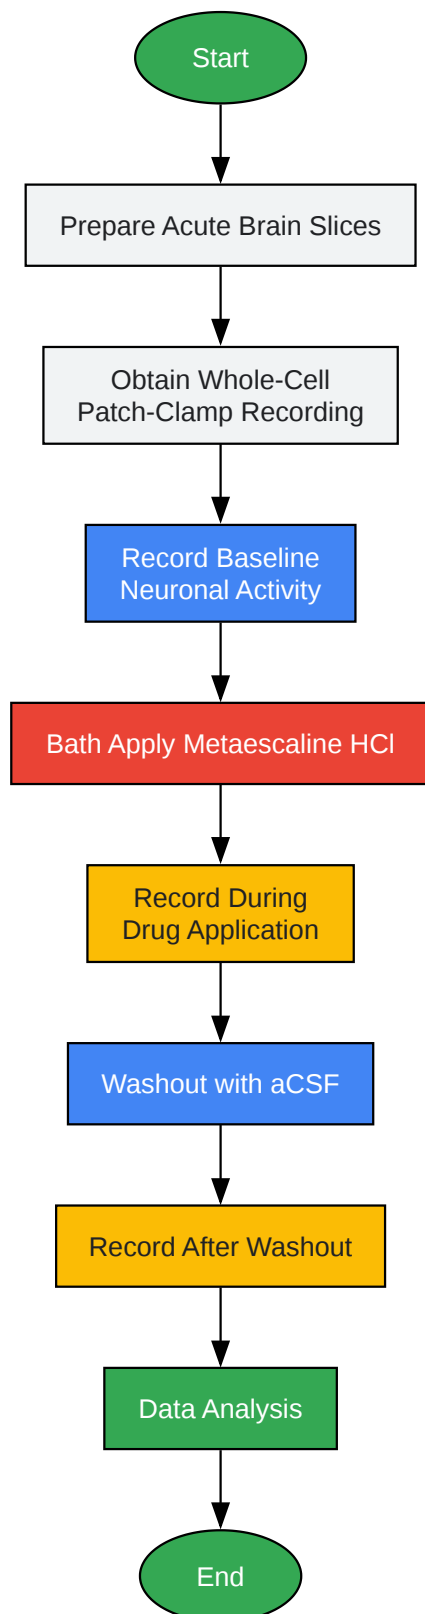 Start
Prepare Acute Brain Slices
Obtain Whole-Cell
Patch-Clamp Recording
Record Baseline
Neuronal Activity
Bath Apply Metaescaline HCl
Record During
Drug Application
Washout with aCSF
Record After Washout
Data Analysis
End